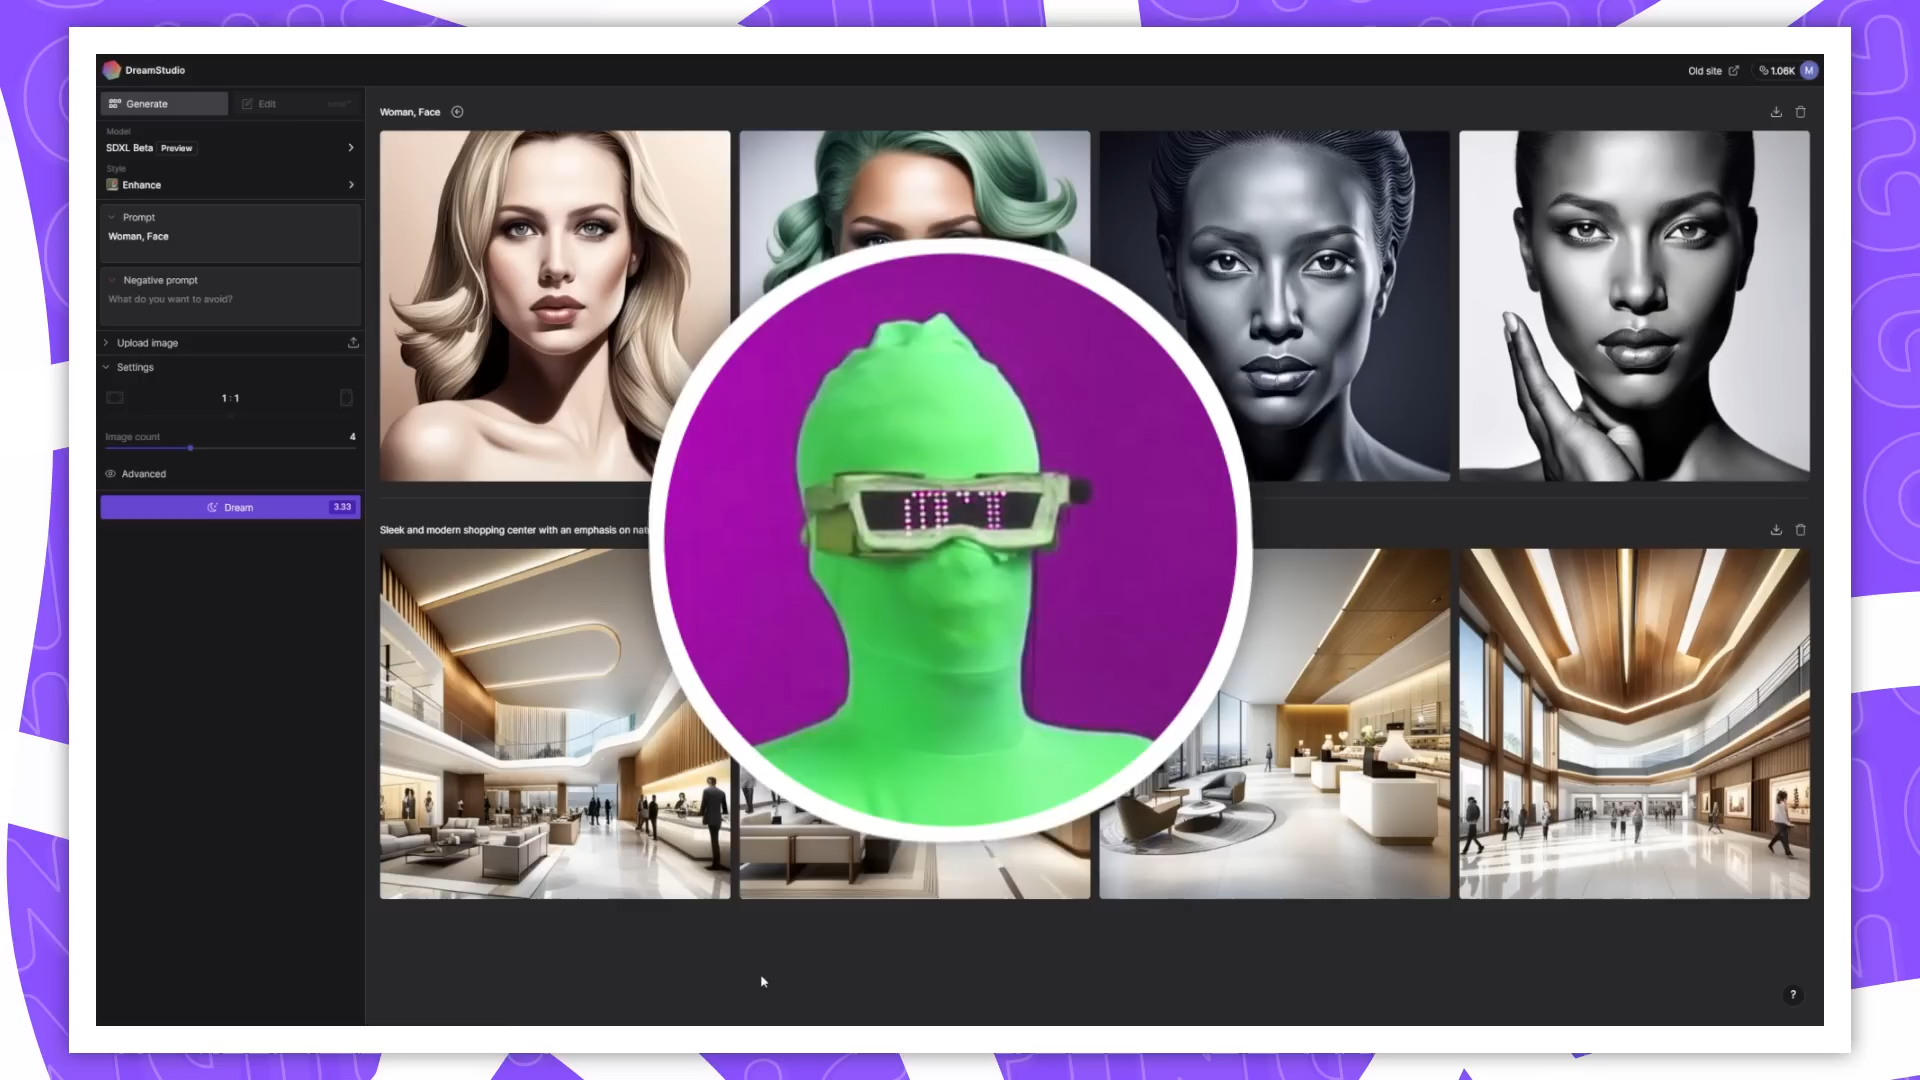 DreamStudio
Old site
1.06K
M
Generate
Edit
Woman, Face
Model
SDXL Beta Preview
Style
Enhance
Prompt
Woman, Face
Negative prompt
What do you want to avoid?
Upload image
Settings
1 : 1
Image count 4
Advanced
Dream 3.33
Sleek and modern shopping center with an emphasis on
?